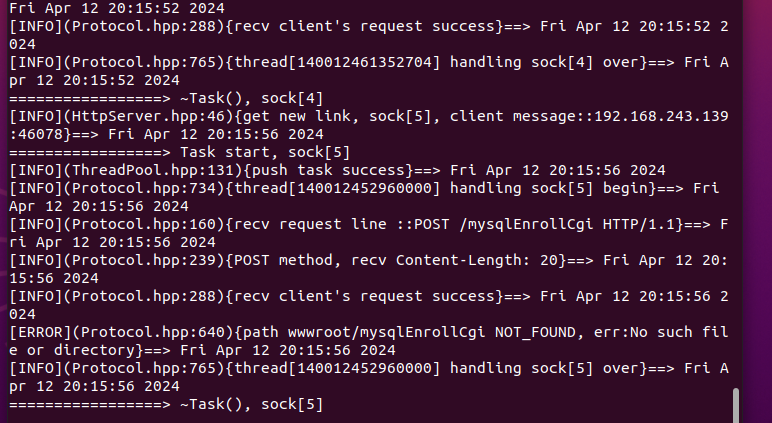 Fri Apr 12 20:15:52 2024
[INFO](Protocol.hpp:288){recv client's request success}==> Fri Apr 12 20:15:52 2
024
[INFO](Protocol.hpp:765){thread[140012461352704] handling sock[4] over}==> Fri A
pr 12 20:15:52 2024
=================> ~Task(), sock[4]
[INFO](HttpServer.hpp:46){get new link, sock[5], client message::192.168.243.139
:46078}==> Fri Apr 12 20:15:56 2024
=================> Task start, sock[5]
[INFO](ThreadPool.hpp:131){push task success}==> Fri Apr 12 20:15:56 2024
[INFO](Protocol.hpp:734){thread[140012452960000] handling sock[5] begin}==> Fri
Apr 12 20:15:56 2024
[INFO](Protocol.hpp:160){recv request line ::POST /mysqlEnrollCgi HTTP/1.1}==> F
ri Apr 12 20:15:56 2024
[INFO](Protocol.hpp:239){POST method, recv Content-Length: 20}==> Fri Apr 12 20:
15:56 2024
[INFO](Protocol.hpp:288){recv client's request success}==> Fri Apr 12 20:15:56 2
024
[ERROR](Protocol.hpp:640){path wwwroot/mysqlEnrollCgi NOT_FOUND, err:No such fil
e or directory}==> Fri Apr 12 20:15:56 2024
[INFO](Protocol.hpp:765){thread[140012452960000] handling sock[5] over}==> Fri A
pr 12 20:15:56 2024
=================> ~Task(), sock[5]